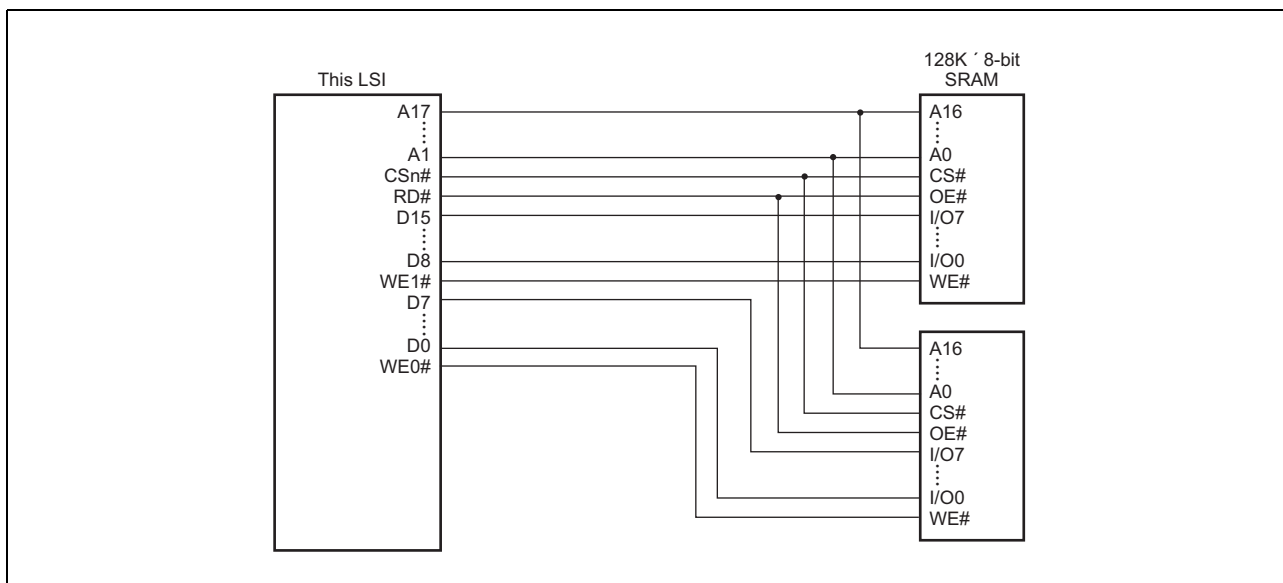 This LSI
A17
A1
CSn#
RD#
D15
D8
WE1#
D7
D0
WE0#
128K ´ 8-bit
SRAM
A16
A0
CS#
OE#
I/O7
I/O0
WE#
A16
A0
CS#
OE#
I/O7
I/O0
WE#